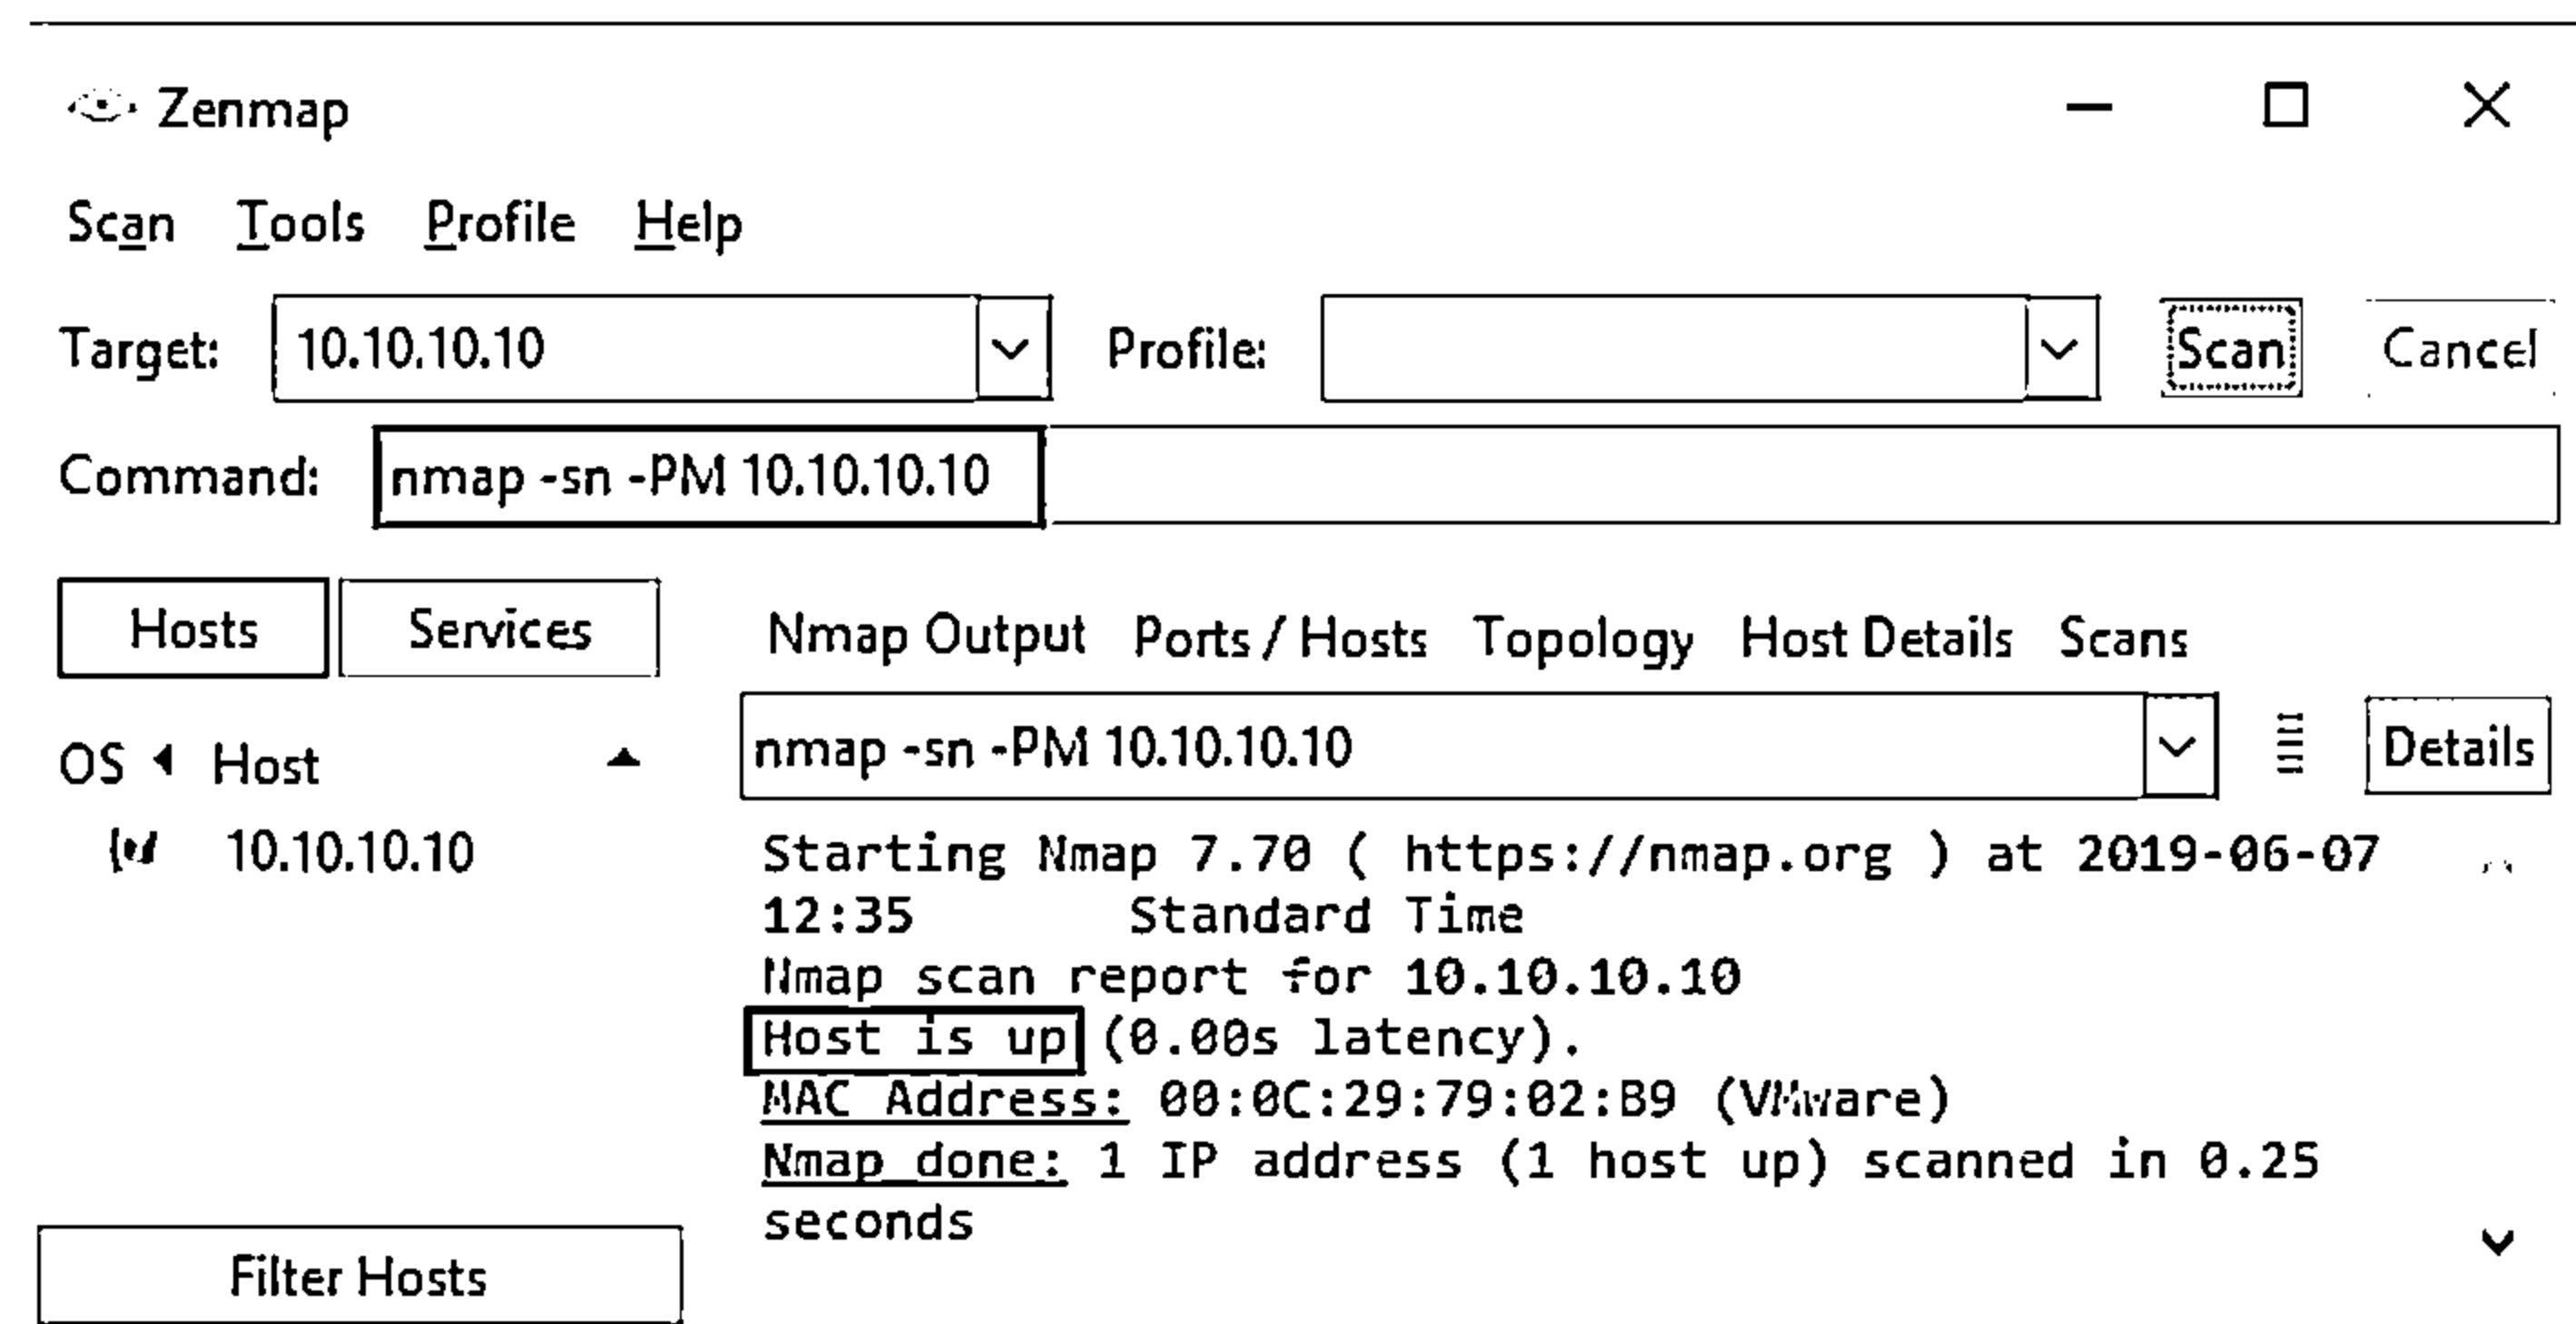 Zenmap
Scan Tools Profile Help
Target: 10.10.10.10 Profile: Scan Cancel
Command: nmap -sn -PM 10.10.10.10
Hosts Services Nmap Output Ports / Hosts Topology Host Details Scans
OS Host nmap -sn -PM 10.10.10.10 Details
10.10.10.10 Starting Nmap 7.70 ( https://nmap.org ) at 2019-06-07
12:35 Standard Time
Nmap scan report for 10.10.10.10
Host is up (0.00s latency).
MAC Address: 00:0C:29:79:02:B9 (VMware)
Nmap done: 1 IP address (1 host up) scanned in 0.25
seconds
Filter Hosts